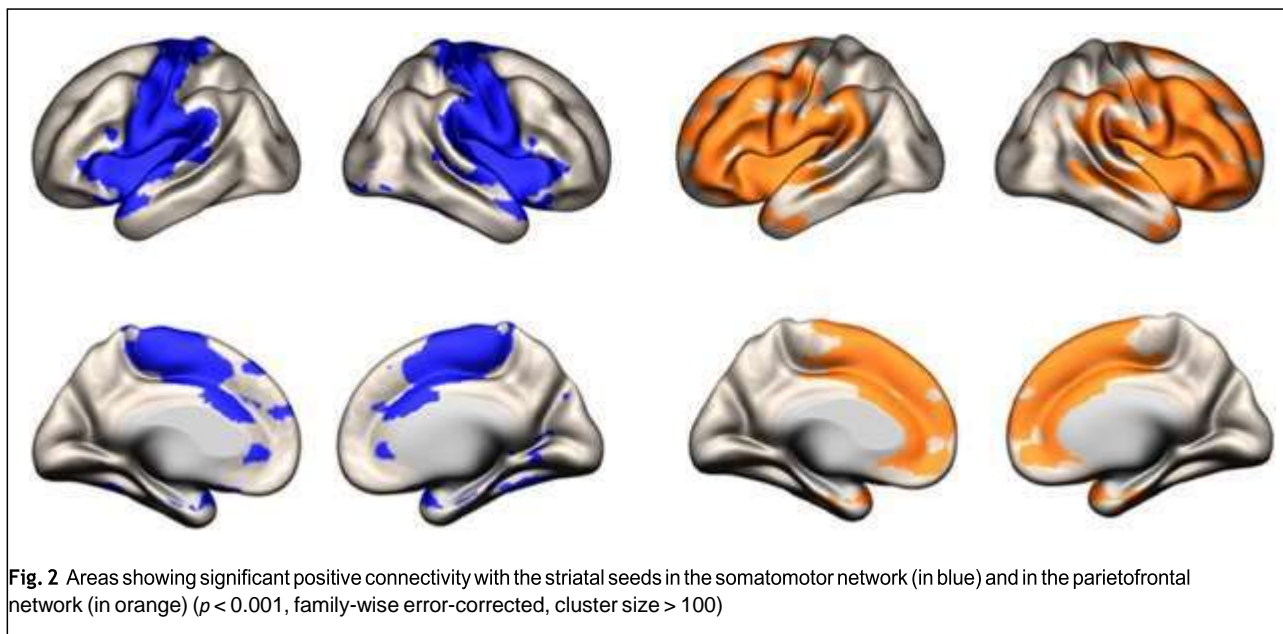 Fig. 2 Areas showing significant positive connectivity with the striatal seeds in the somatomotor network (in blue) and in the parietofrontal
network (in orange) (p < 0.001, family-wise error-corrected, cluster size > 100)